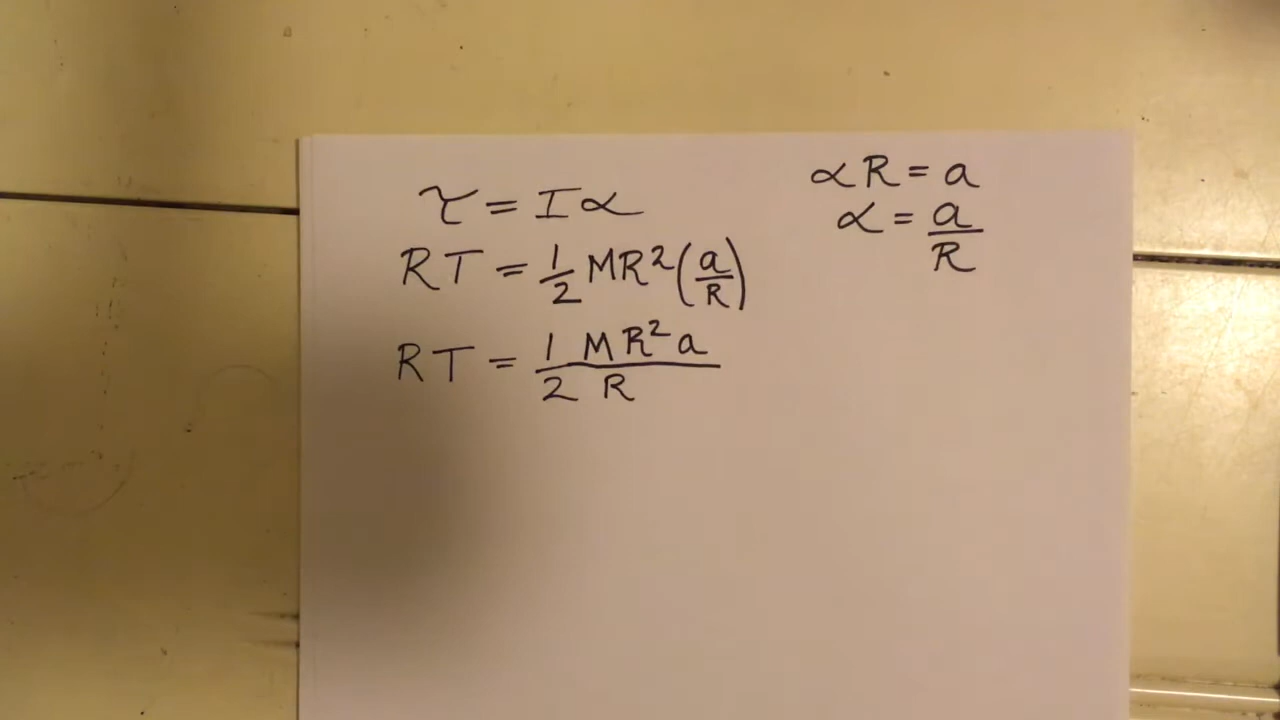 τ = Iα
RT = 1/2 MR²(a/R)
RT = 1 MR²a / 2 R
αR = a
α = a/R